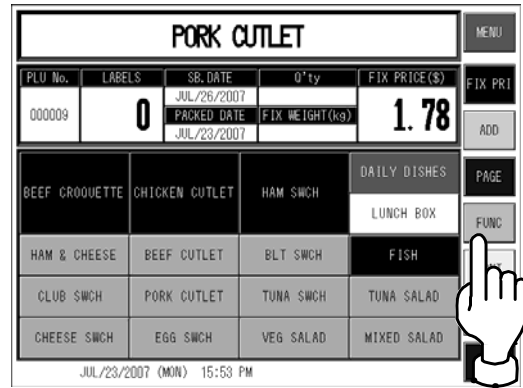 PORK CUTLET
MENU
PLU No. LABELS SB.DATE Q'ty FIX PRICE($)
FIX PRI
000009 0 JUL/26/2007 1.78
PACKED DATE FIX WEIGHT(kg)
JUL/23/2007
ADD
BEEF CROQUETTE CHICKEN CUTLET HAM SWCH DAILY DISHES
PAGE
LUNCH BOX
FUNC
HAM & CHEESE BEEF CUTLET BLT SWCH FISH
CLUB SWCH PORK CUTLET TUNA SWCH TUNA SALAD
CHEESE SWCH EGG SWCH VEG SALAD MIXED SALAD
JUL/23/2007 (MON) 15:53 PM